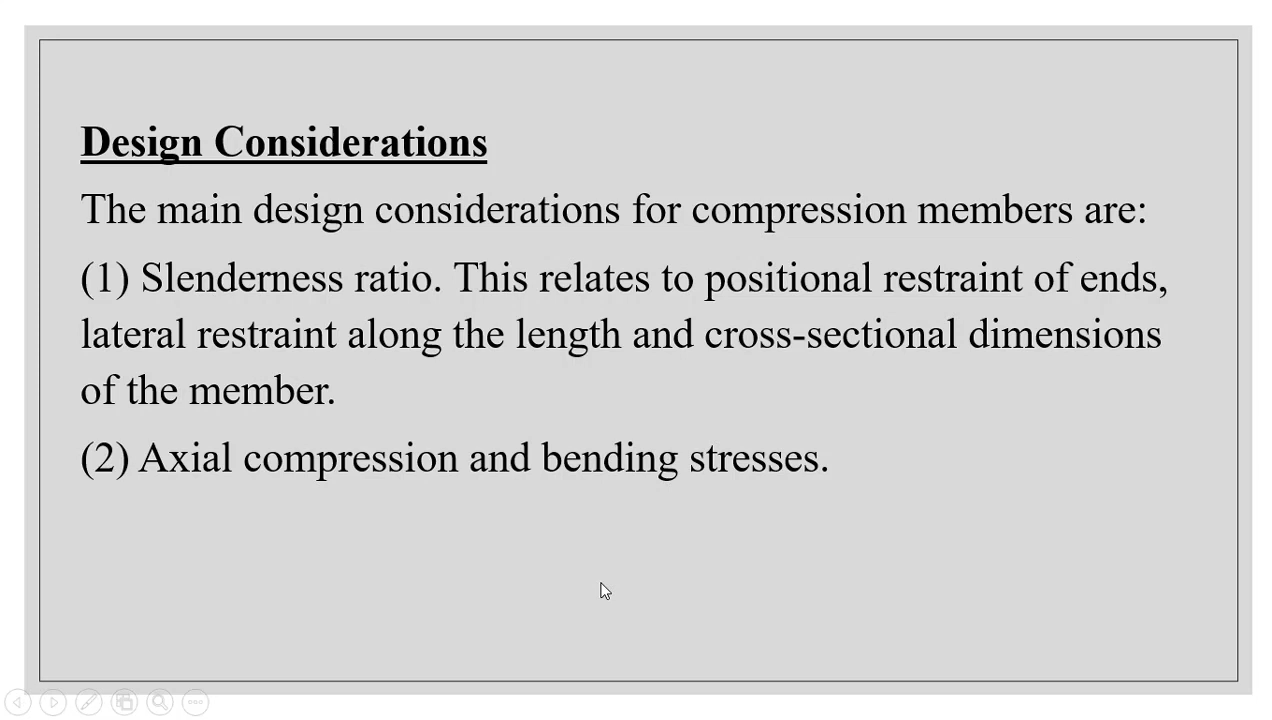 Design Considerations
The main design considerations for compression members are:
(1) Slenderness ratio. This relates to positional restraint of ends,
lateral restraint along the length and cross-sectional dimensions
of the member.
(2) Axial compression and bending stresses.